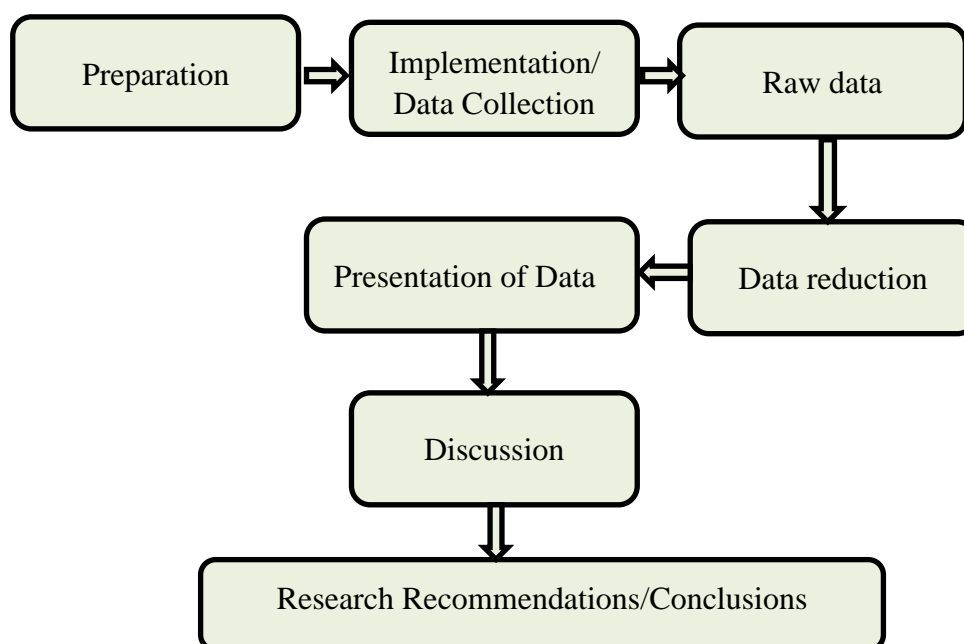 Preparation
Implementation/
Data Collection
Raw data
Data reduction
Presentation of Data
Discussion
Research Recommendations/Conclusions